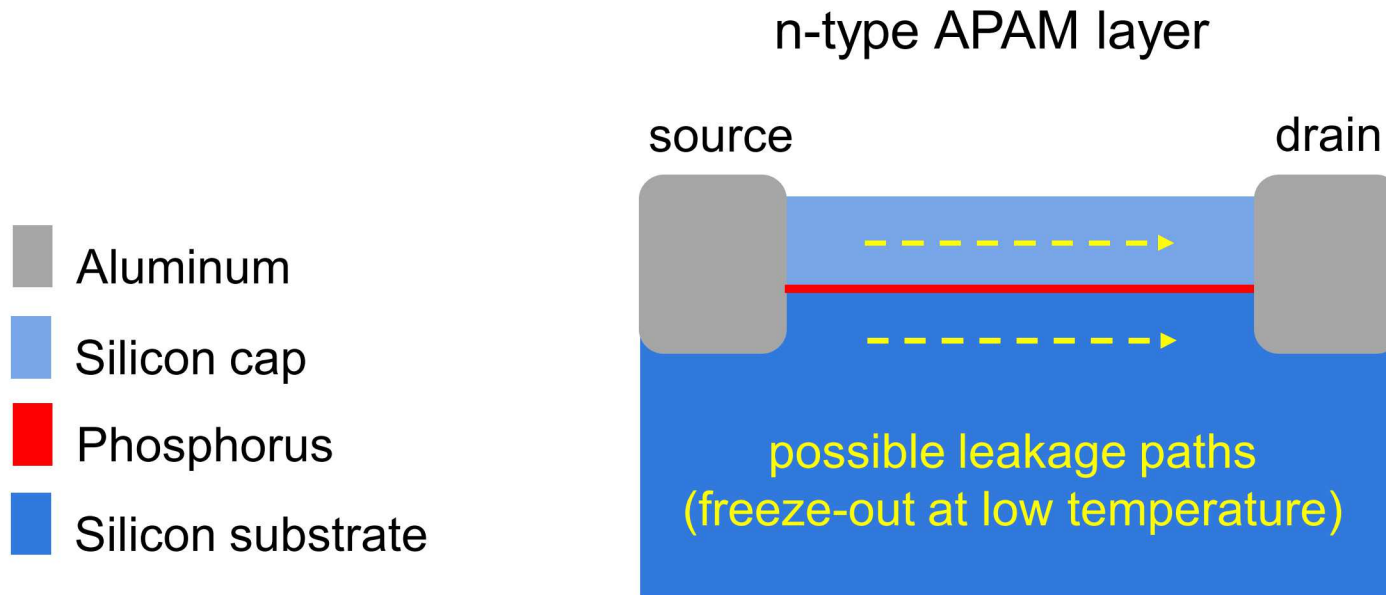 n-type APAM layer
source
drain
Aluminum
Silicon cap
Phosphorus
Silicon substrate
possible leakage paths
(freeze-out at low temperature)